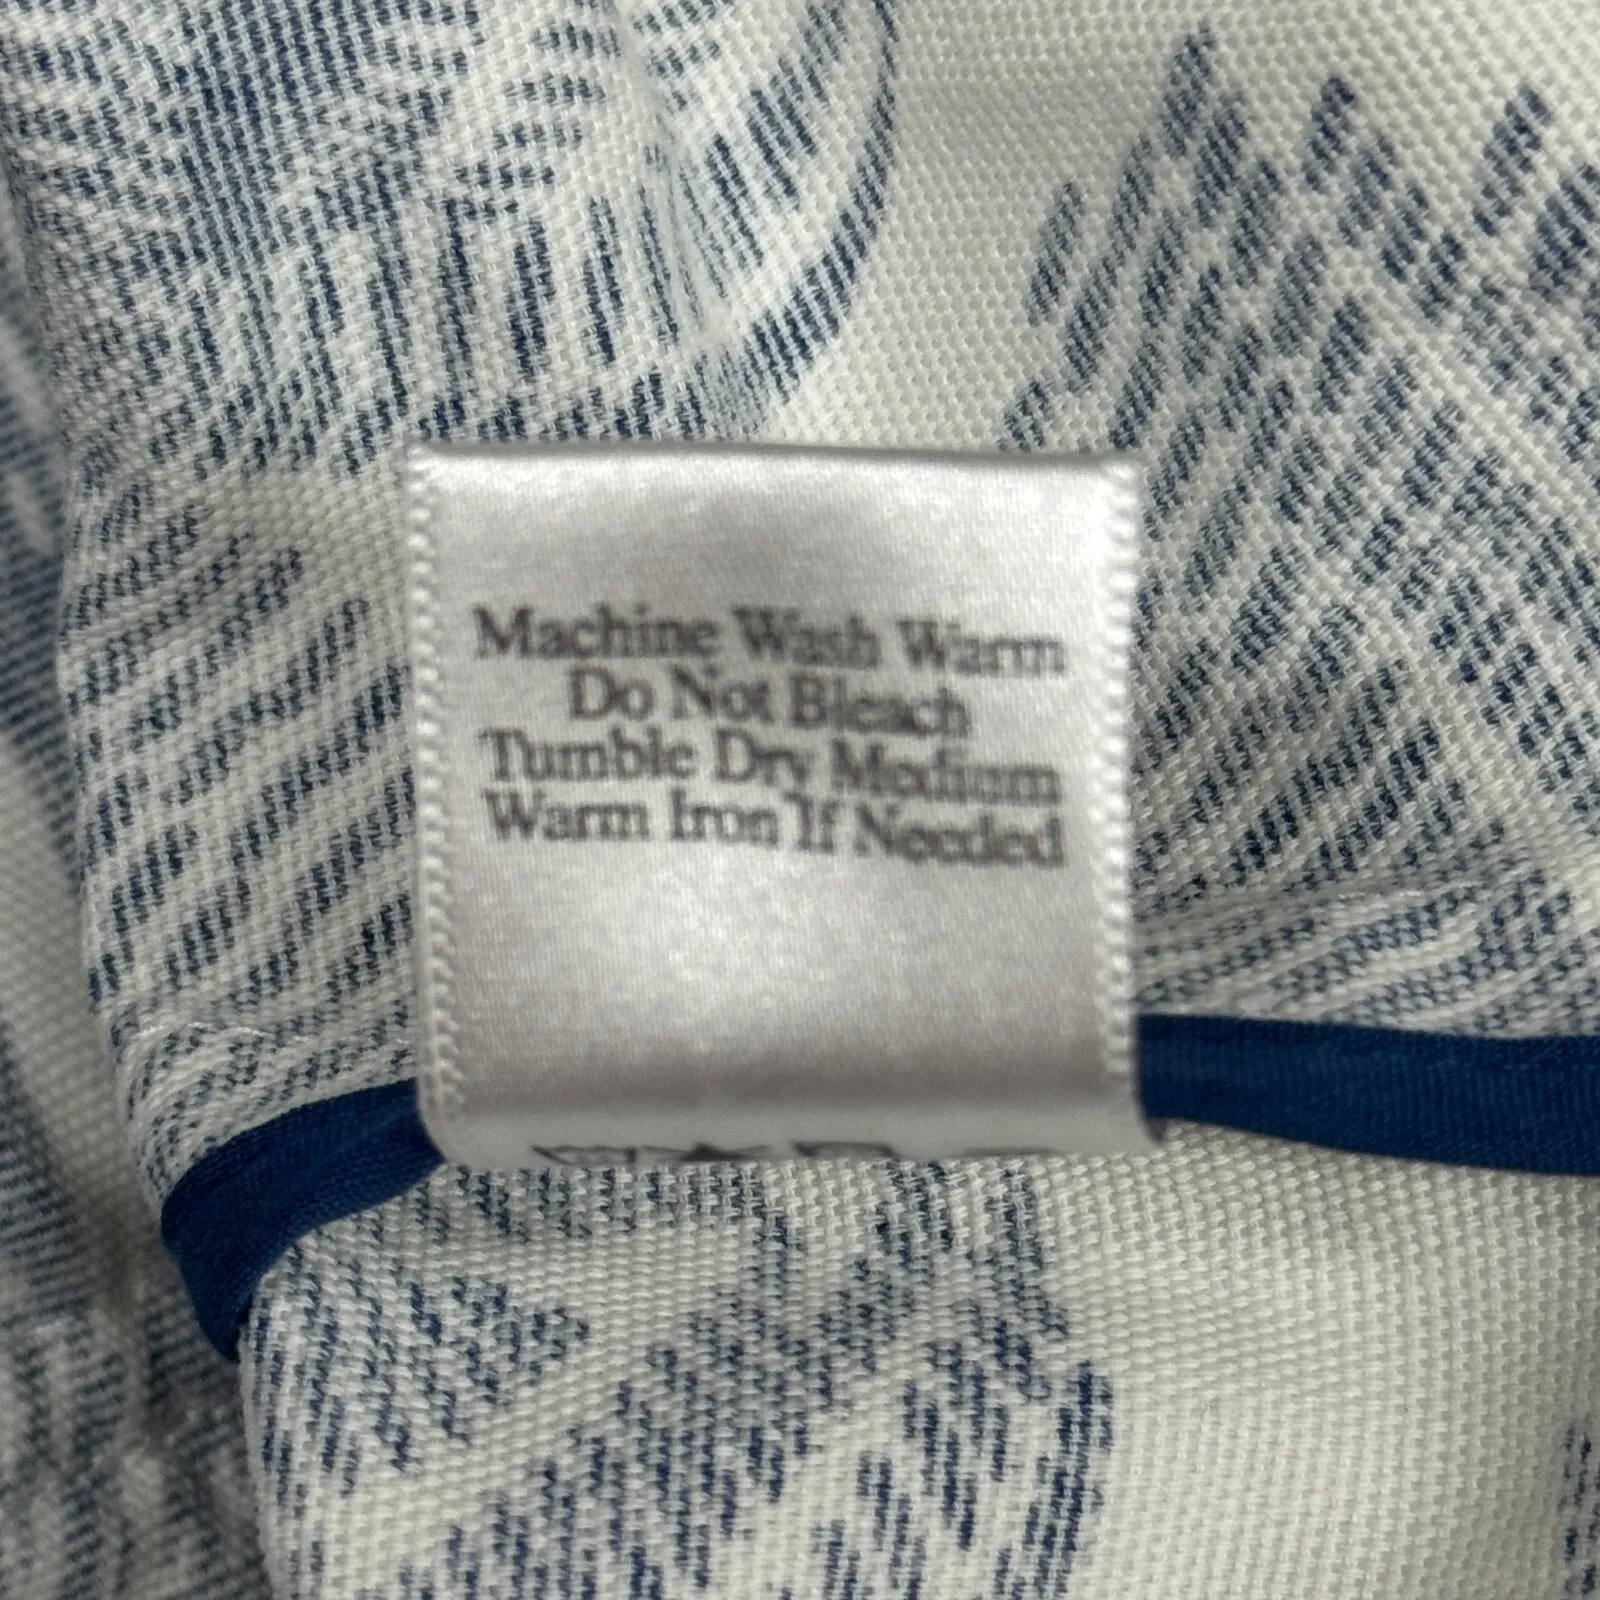 Machine Wash Warm
Do Not Bleach
Tumble Dry Medium
Warm Iron If Needed